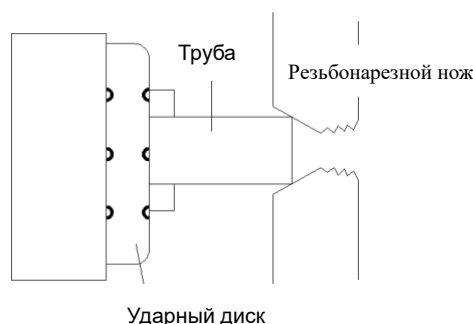 Труба
Резьбонарезной нож
Ударный диск